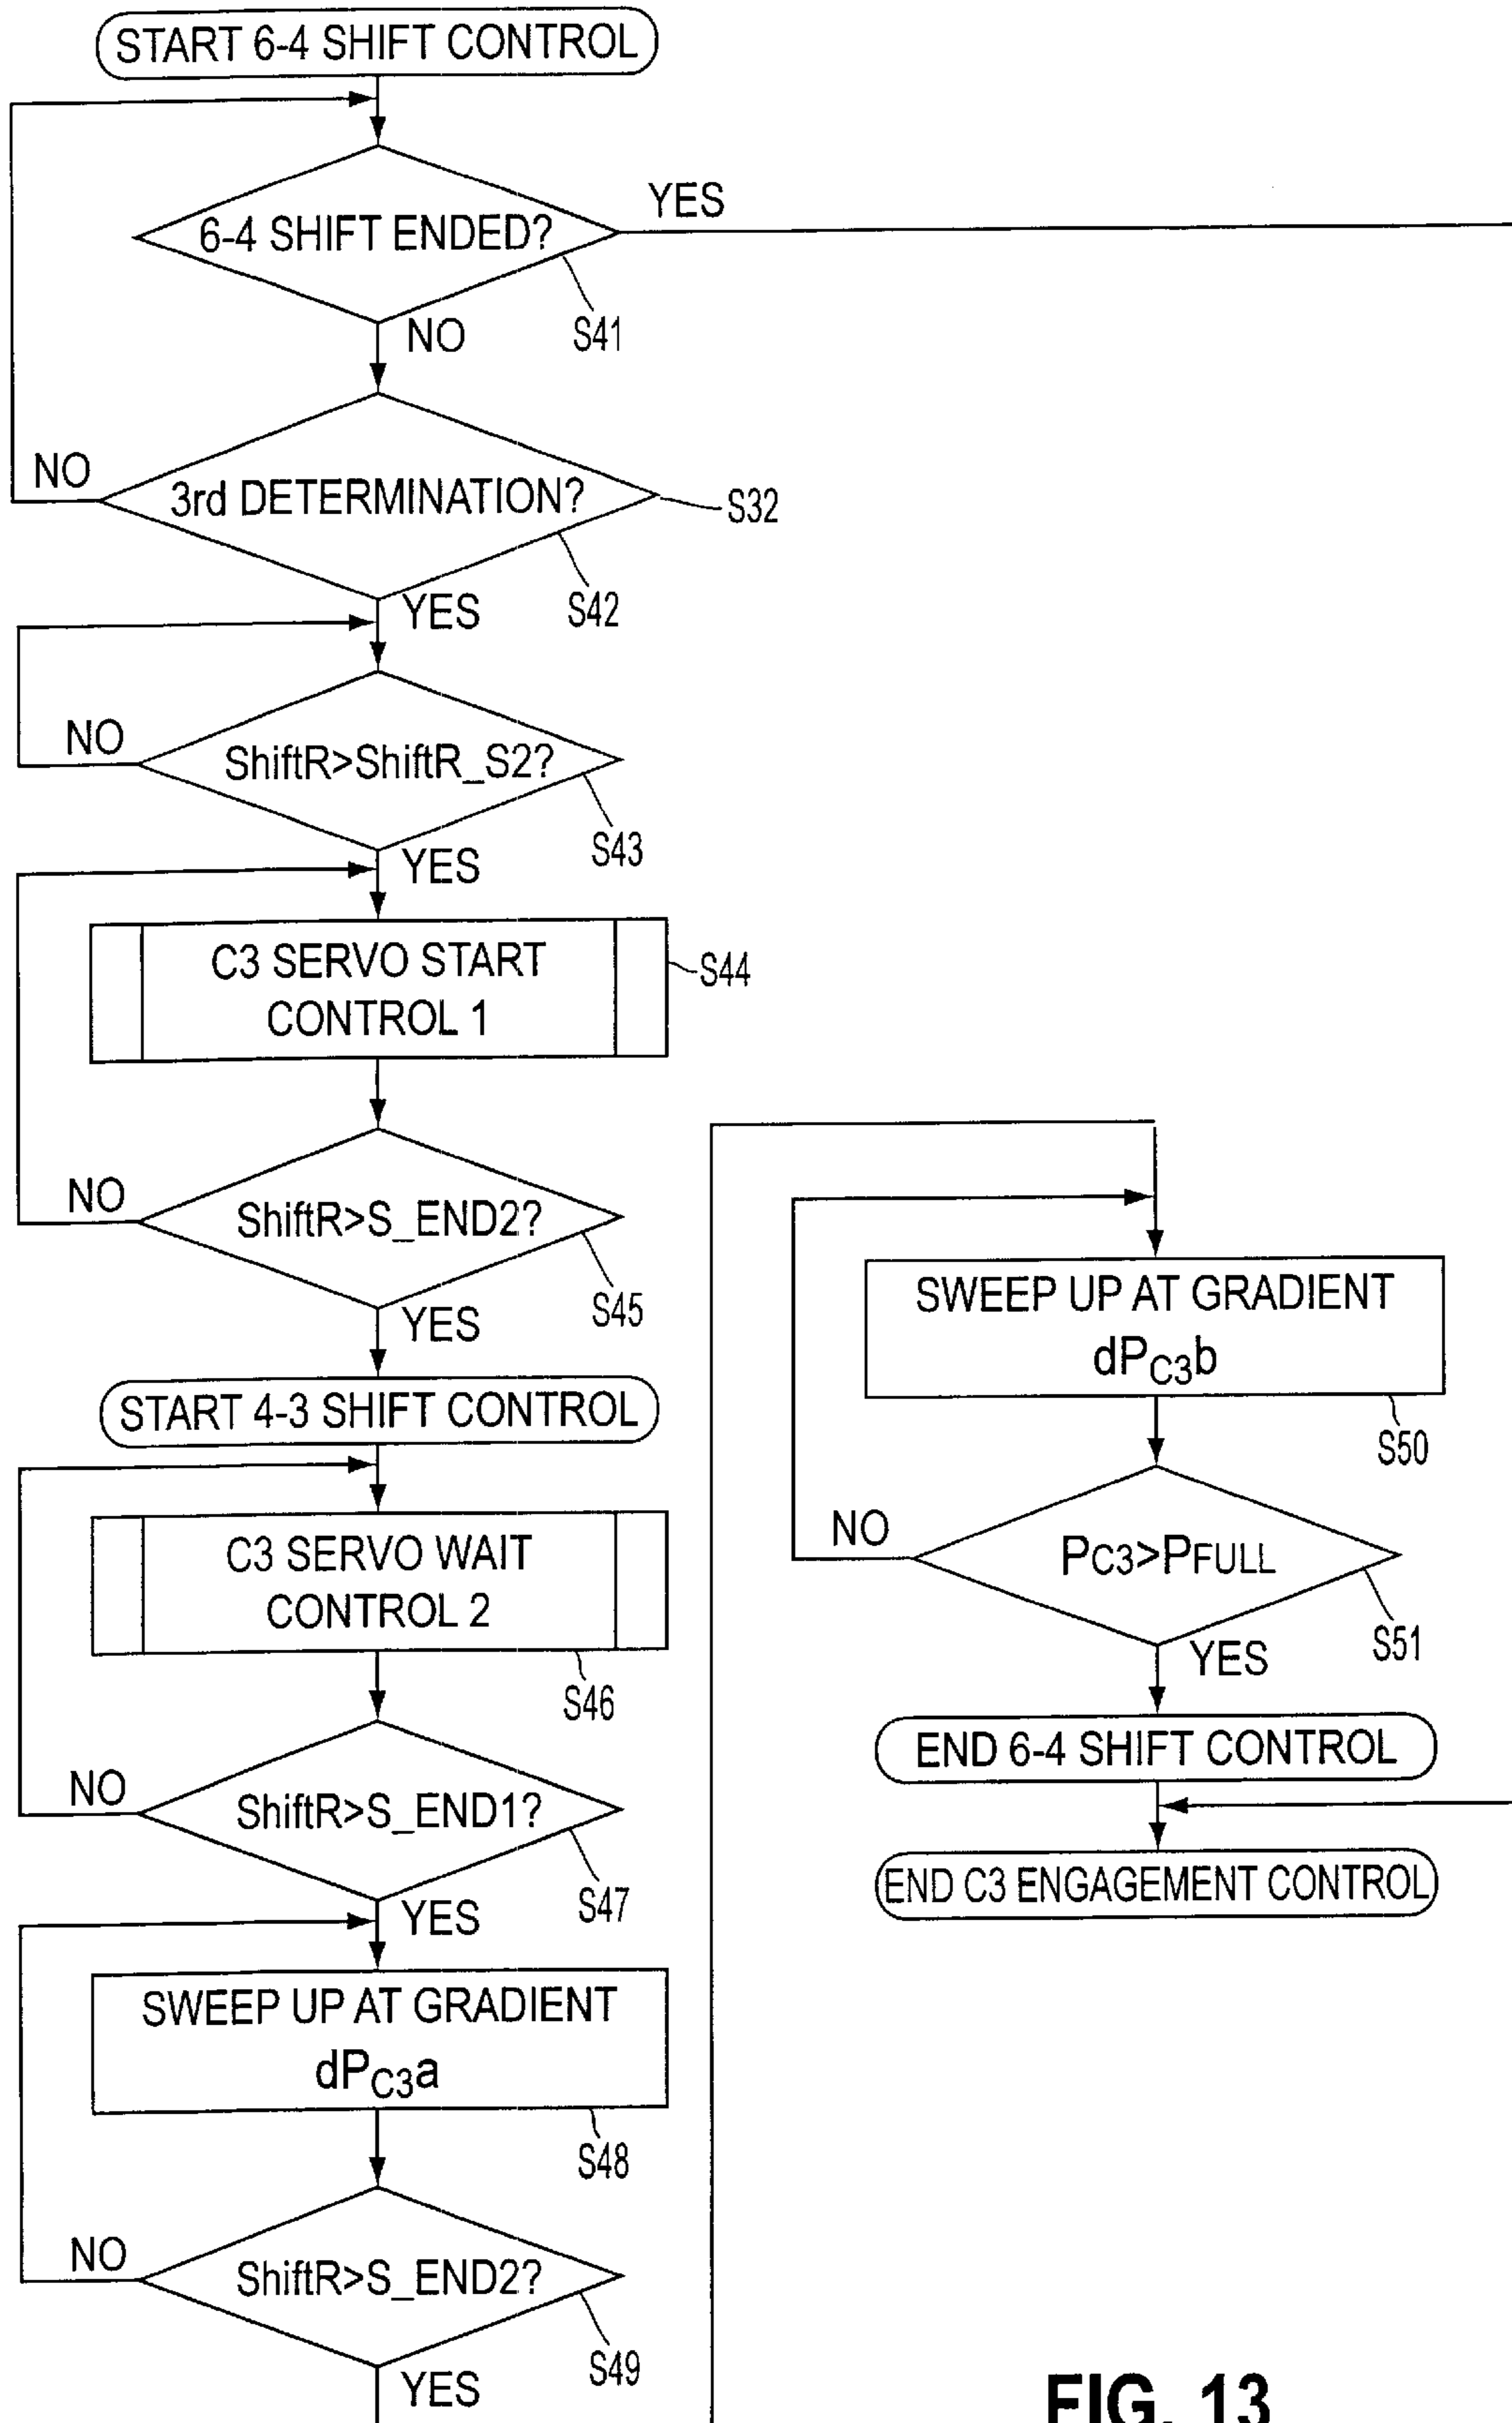 START 6-4 SHIFT CONTROL
6-4 SHIFT ENDED?
YES
S41
NO
3rd DETERMINATION?
NO
S32
S42
YES
ShiftR>ShiftR_S2?
NO
S43
YES
C3 SERVO START
CONTROL 1
S44
ShiftR>S_END2?
NO
S45
YES
START 4-3 SHIFT CONTROL
C3 SERVO WAIT
CONTROL 2
S46
ShiftR>S_END1?
NO
S47
YES
SWEEP UP AT GRADIENT
dPC3a
S48
ShiftR>S_END2?
NO
S49
YES
SWEEP UP AT GRADIENT
dPC3b
S50
NO
PC3>PFULL
S51
YES
END 6-4 SHIFT CONTROL
END C3 ENGAGEMENT CONTROL
FIG. 13